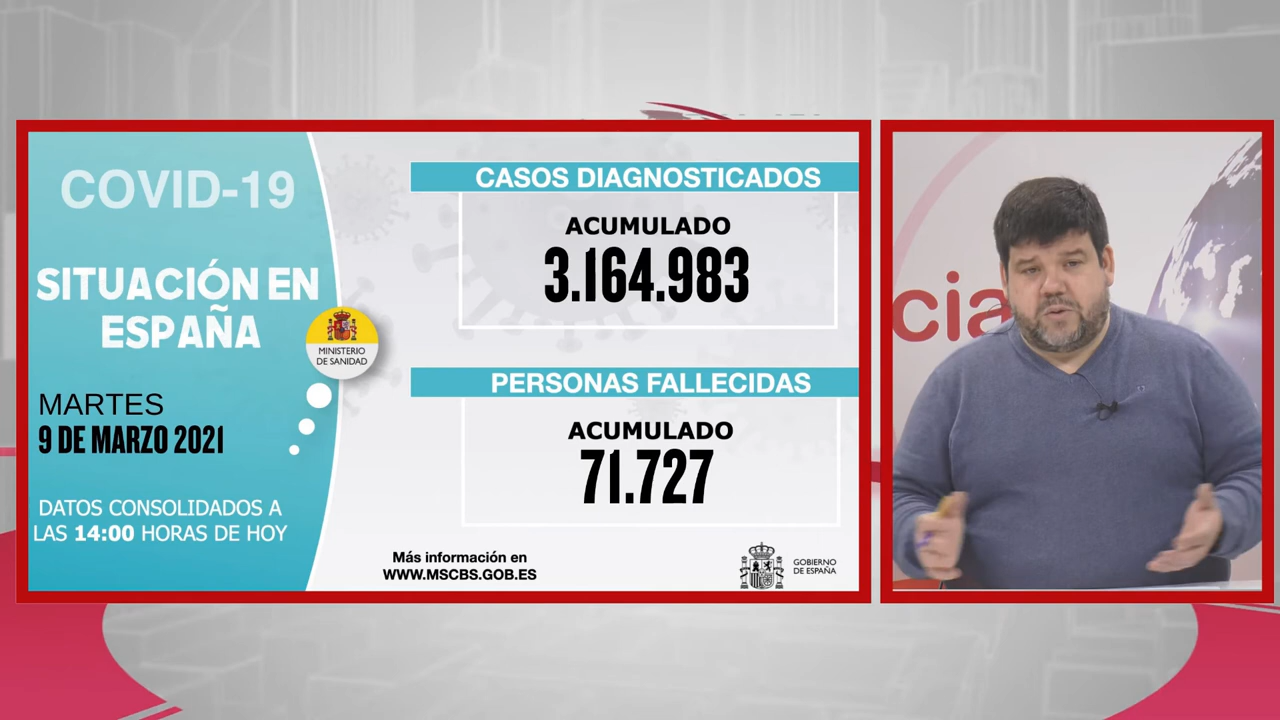 COVID-19
SITUACIÓN EN
ESPAÑA
MINISTERIO
DE SANIDAD
MARTES
9 DE MARZO 2021
DATOS CONSOLIDADOS A
LAS 14:00 HORAS DE HOY
CASOS DIAGNOSTICADOS
ACUMULADO
3.164.983
PERSONAS FALLECIDAS
ACUMULADO
71.727
Más información en
WWW.MSCBS.GOB.ES
GOBIERNO
DE ESPAÑA
cia